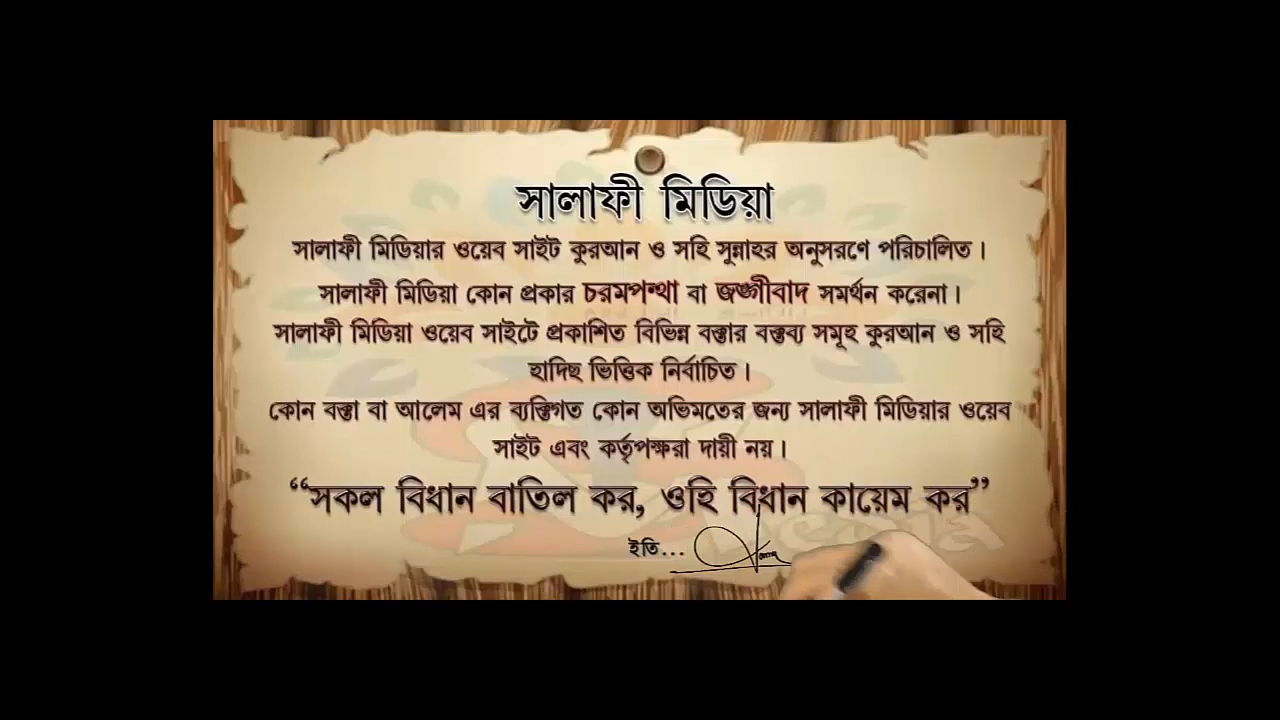 সালাফী মিডিয়া
সালাফী মিডিয়ার ওয়েব সাইট কুরআন ও সহি সুন্নাহর অনুসরণে পরিচালিত।
সালাফী মিডিয়া কোন প্রকার চরমপন্থা বা জঙ্গীবাদ সমর্থন করেনা।
সালাফী মিডিয়া ওয়েব সাইটে প্রকাশিত বিভিন্ন বক্তার বক্তব্য সমূহ কুরআন ও সহি
হাদিছ ভিত্তিক নির্বাচিত।
কোন বক্তা বা আলেম এর ব্যক্তিগত কোন অভিমতের জন্য সালাফী মিডিয়ার ওয়েব
সাইট এবং কর্তৃপক্ষরা দায়ী নয়।
“সকল বিধান বাতিল কর, ওহি বিধান কায়েম কর”
ইতি...